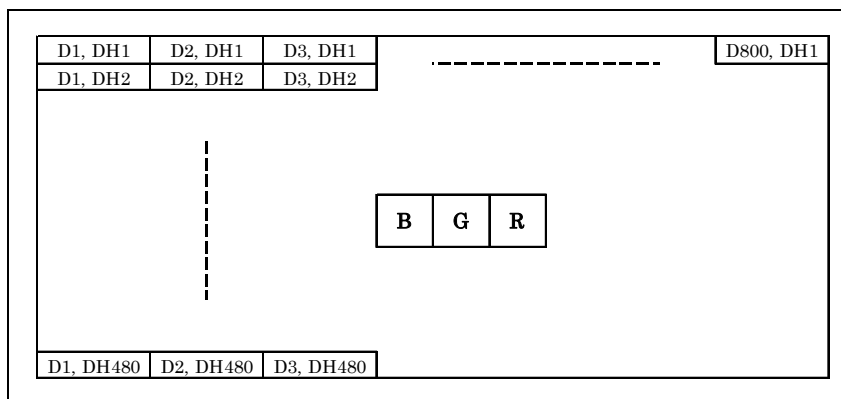 D1, DH1 D2, DH1 D3, DH1 D800, DH1
D1, DH2 D2, DH2 D3, DH2
B G R
D1, DH480 D2, DH480 D3, DH480